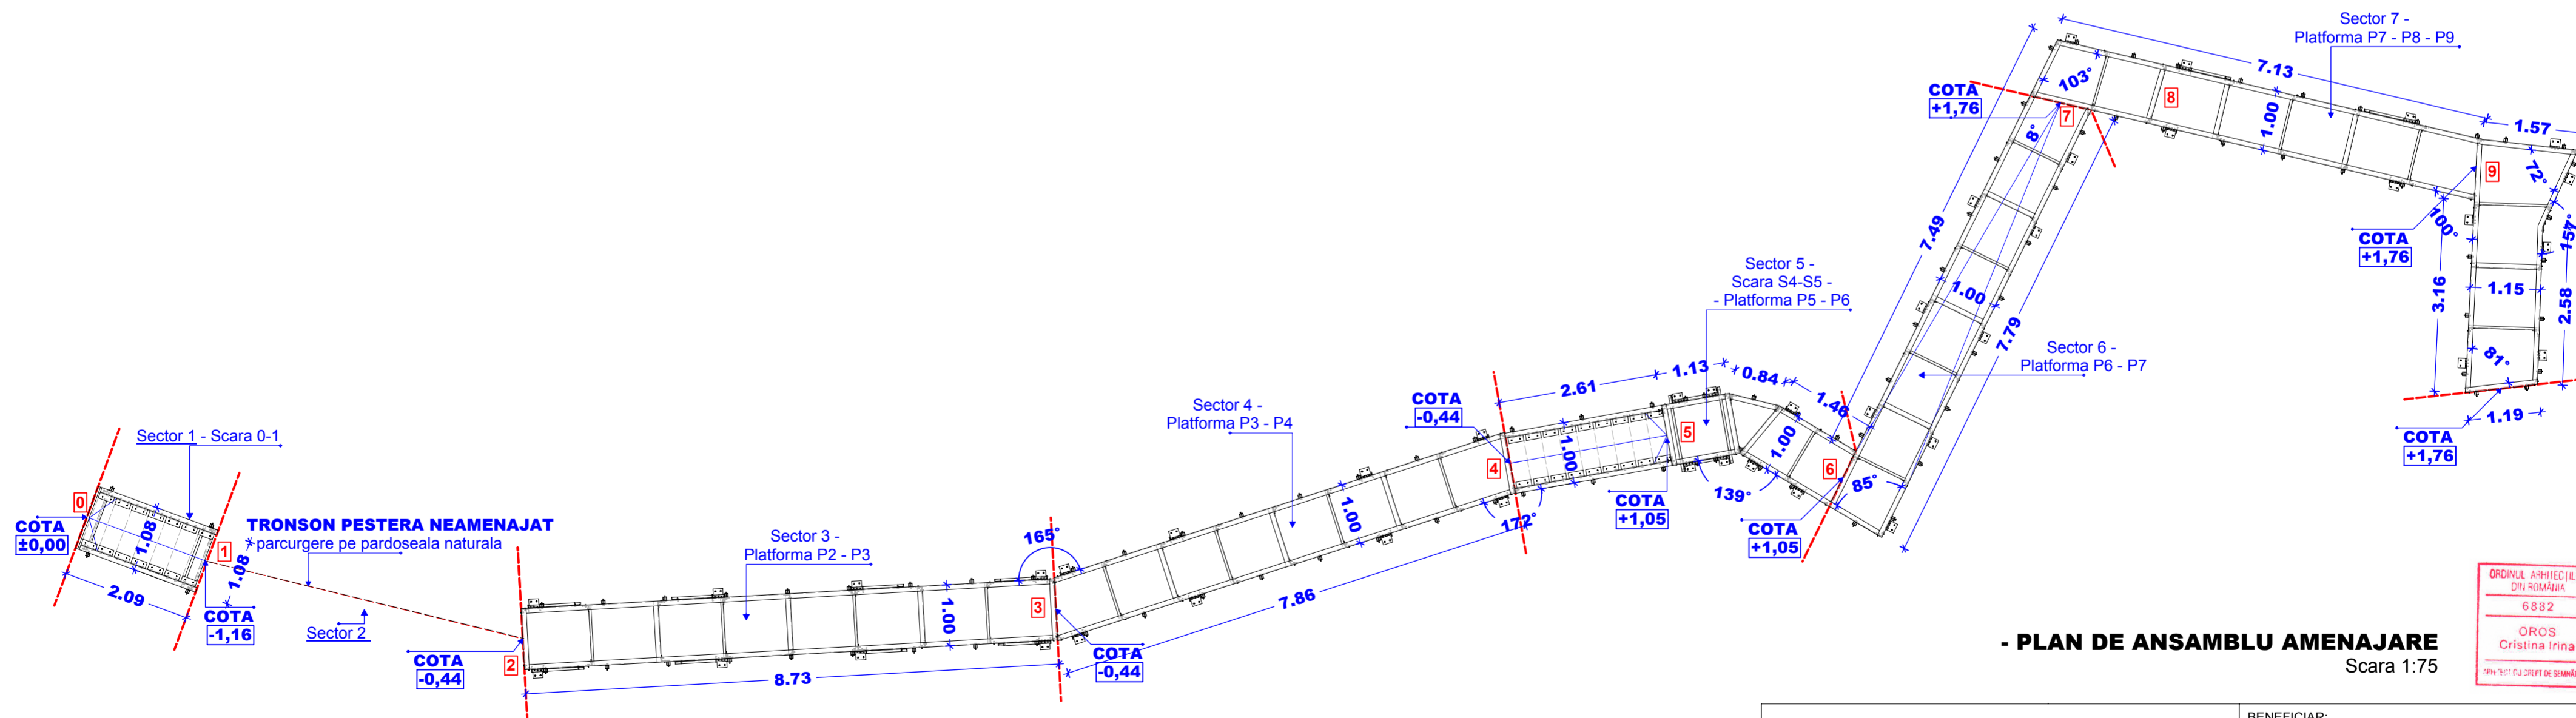 Sector 7 -
Platforma P7 - P8 - P9
7.13
103°
COTA
+1,76
8
7
1.00
1.57
8°
9
72°
100°
157°
COTA
+1,76
7.49
Sector 5 -
Scara S4-S5 -
- Platforma P5 - P6
1.00
3.16
1.15
2.58
7.79
Sector 6 -
Platforma P6 - P7
81°
1.19
COTA
+1,76
2.61
1.13
0.84
1.46
COTA
-0,44
Sector 4 -
Platforma P3 - P4
5
1.00
1.00
4
6
85°
139°
COTA
+1,05
COTA
+1,05
172°
1.00
Sector 1 - Scara 0-1
0
COTA
±0,00
1.08
TRONSON PESTERA NEAMENAJAT
parcurgere pe pardoseala naturala
1
1.08
2.09
COTA
-1,16
Sector 2
Sector 3 -
Platforma P2 - P3
165°
1.00
3
7.86
2
COTA
-0,44
COTA
-0,44
8.73
- PLAN DE ANSAMBLU AMENAJARE
Scara 1:75
DIN ROMÂNIA
6882
OROS
Cristina Irina
BENEFICIAR: